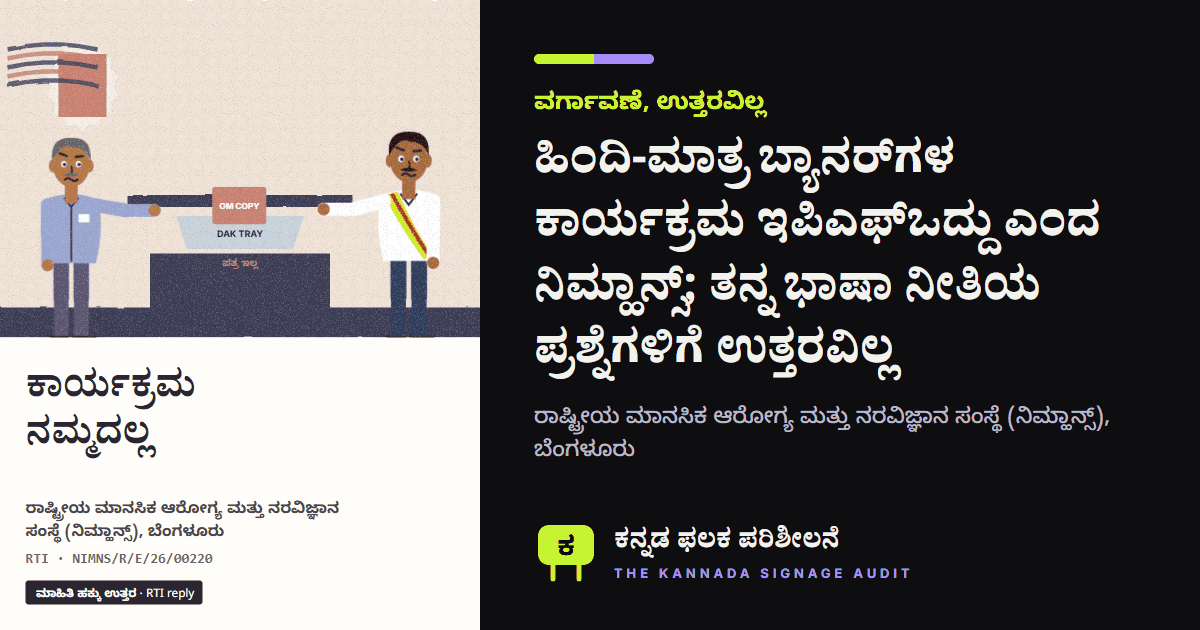 OM COPY
DAK TRAY
ಪತ್ರ ಇಲ್ಲ
ಕಾರ್ಯಕ್ರಮ
ನಮ್ಮದಲ್ಲ
ರಾಷ್ಟ್ರೀಯ ಮಾನಸಿಕ ಆರೋಗ್ಯ ಮತ್ತು ನರವಿಜ್ಞಾನ
ಸಂಸ್ಥೆ (ನಿಮ್ಹಾನ್ಸ್), ಬೆಂಗಳೂರು
RTI · NIMNS/R/E/26/00220
ಮಾಹಿತಿ ಹಕ್ಕು ಉತ್ತರ · RTI reply
ವರ್ಗಾವಣೆ, ಉತ್ತರವಿಲ್ಲ
ಹಿಂದಿ-ಮಾತ್ರ ಬ್ಯಾನರ್‌ಗಳ
ಕಾರ್ಯಕ್ರಮ ಇಪಿಎಫ್‌ಒದ್ದು ಎಂದ
ನಿಮ್ಹಾನ್ಸ್; ತನ್ನ ಭಾಷಾ ನೀತಿಯ
ಪ್ರಶ್ನೆಗಳಿಗೆ ಉತ್ತರವಿಲ್ಲ
ರಾಷ್ಟ್ರೀಯ ಮಾನಸಿಕ ಆರೋಗ್ಯ ಮತ್ತು ನರವಿಜ್ಞಾನ ಸಂಸ್ಥೆ (ನಿಮ್ಹಾನ್ಸ್),
ಬೆಂಗಳೂರು
ಕ
ಕನ್ನಡ ಫಲಕ ಪರಿಶೀಲನೆ
THE KANNADA SIGNAGE AUDIT